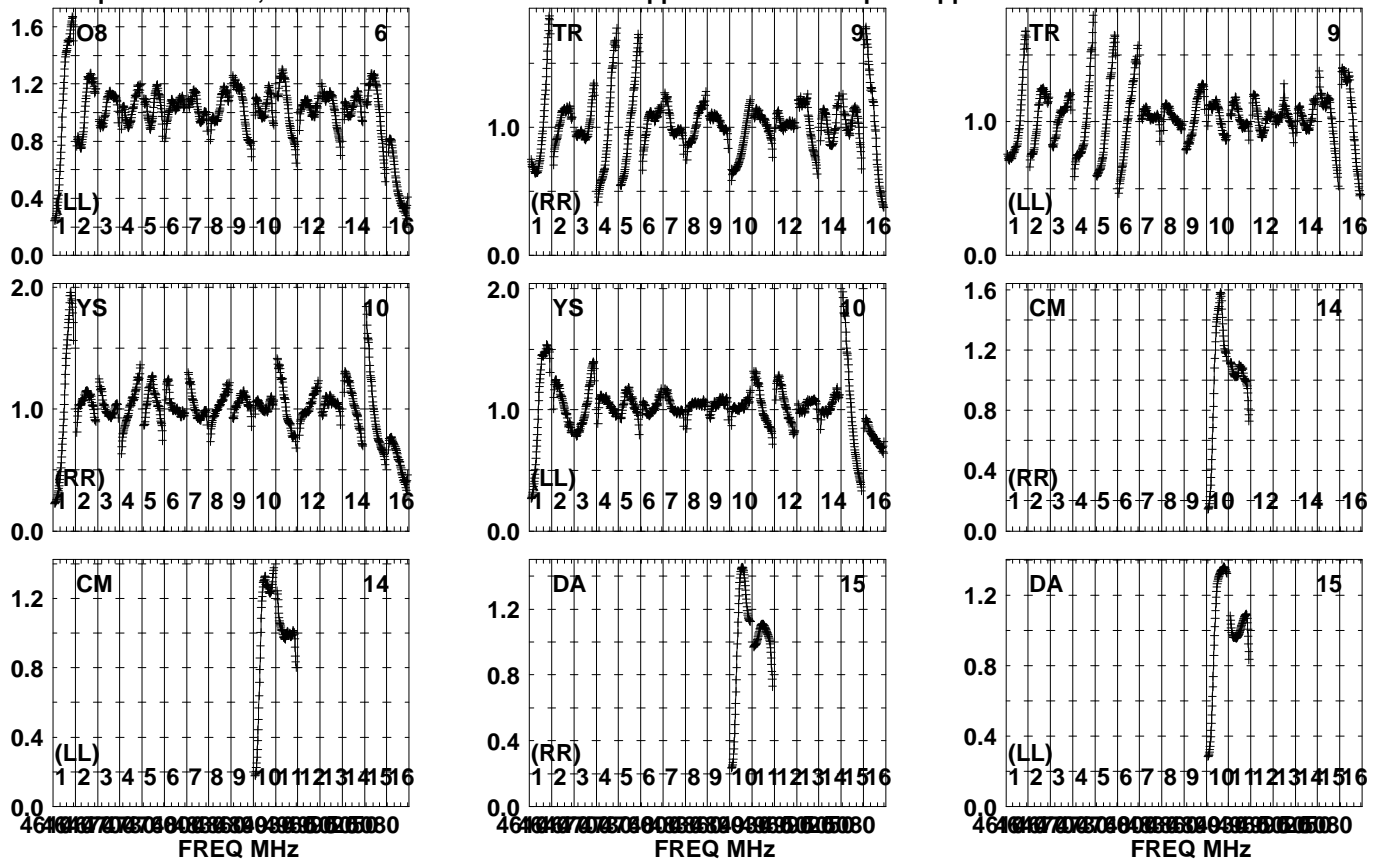 O8 6
1.6
1.2
0.8
0.4
0.0
(LL)
1 2 3 4 5 6 7 8 9 10 12 14 16
TR 9
1.0
0.0
(RR)
1 2 3 4 5 6 7 8 9 10 12 14 16
TR 9
1.0
0.0
(LL)
1 2 3 4 5 6 7 8 9 10 12 14 16
YS 10
2.0
1.0
0.0
(RR)
1 2 3 4 5 6 7 8 9 10 12 14 16
YS 10
2.0
1.0
0.0
(LL)
1 2 3 4 5 6 7 8 9 10 12 14 16
CM 14
1.6
1.2
0.8
0.4
0.0
(RR)
1 2 3 4 5 6 7 8 9 10 12 14 16
CM 14
1.2
0.8
0.4
0.0
(LL)
1 2 3 4 5 6 7 8 9 10 11 12 13 14 15 16
FREQ MHz
DA 15
1.2
0.8
0.4
0.0
(RR)
1 2 3 4 5 6 7 8 9 10 11 12 13 14 15 16
FREQ MHz
DA 15
1.2
0.8
0.4
0.0
(LL)
1 2 3 4 5 6 7 8 9 10 11 12 13 14 15 16
FREQ MHz